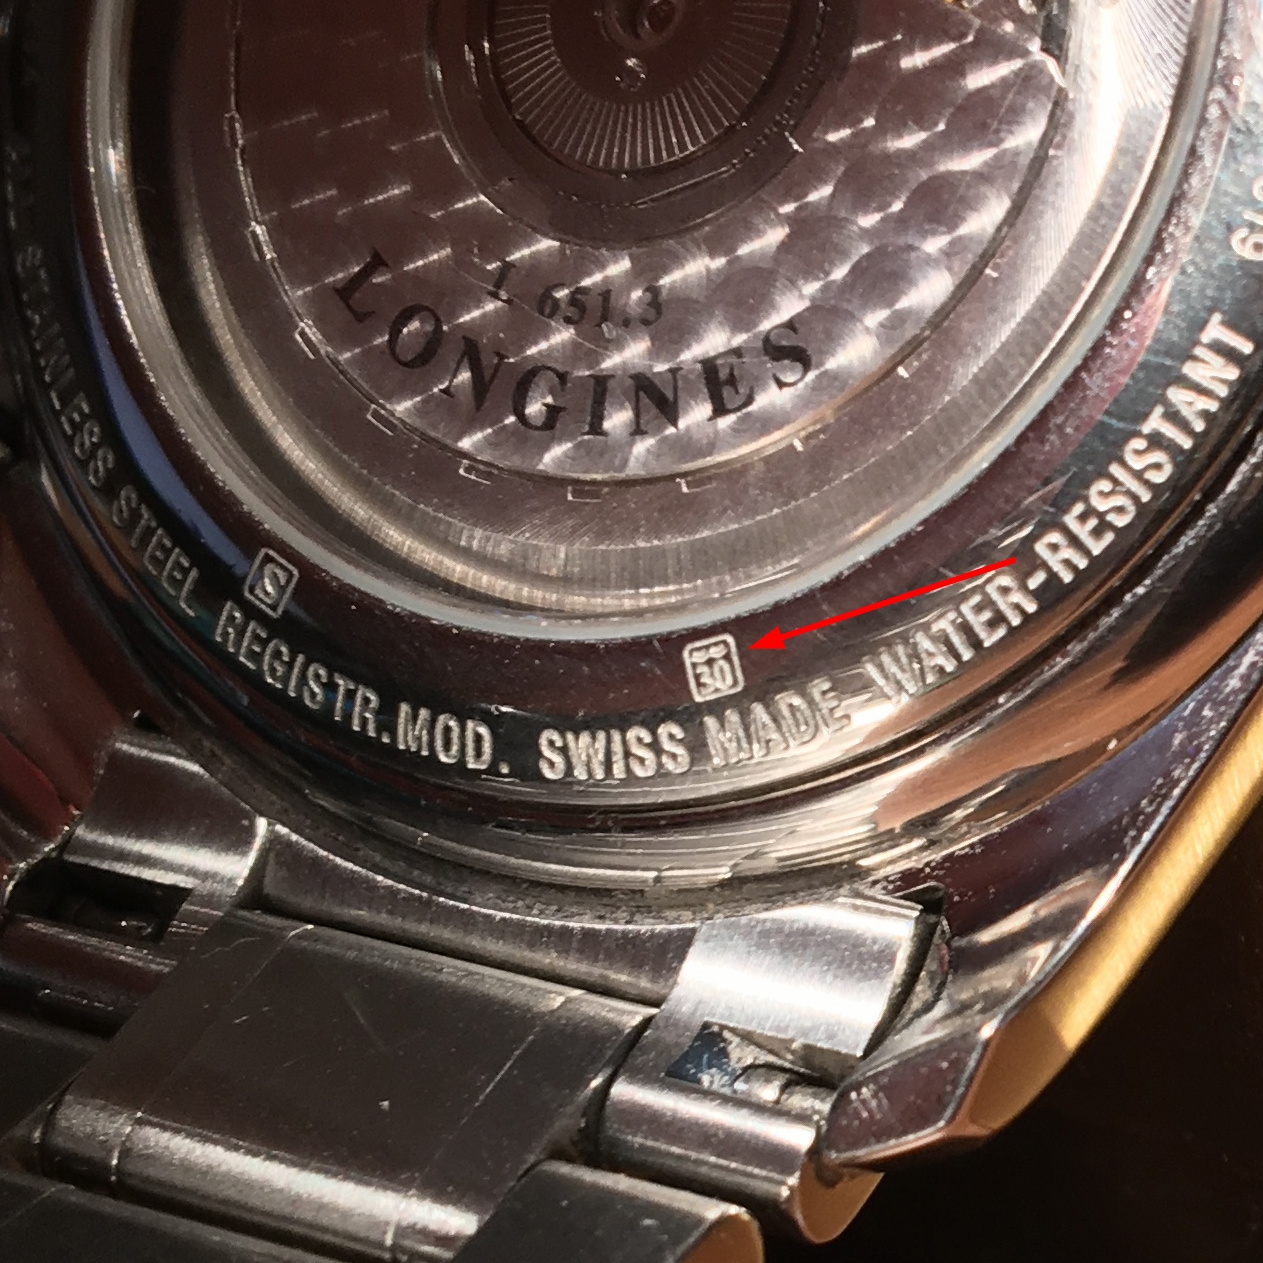 L 651.3
LONGINES
STAINLESS STEEL REGISTR.MOD. SWISS MADE WATER-RESISTANT
S
30